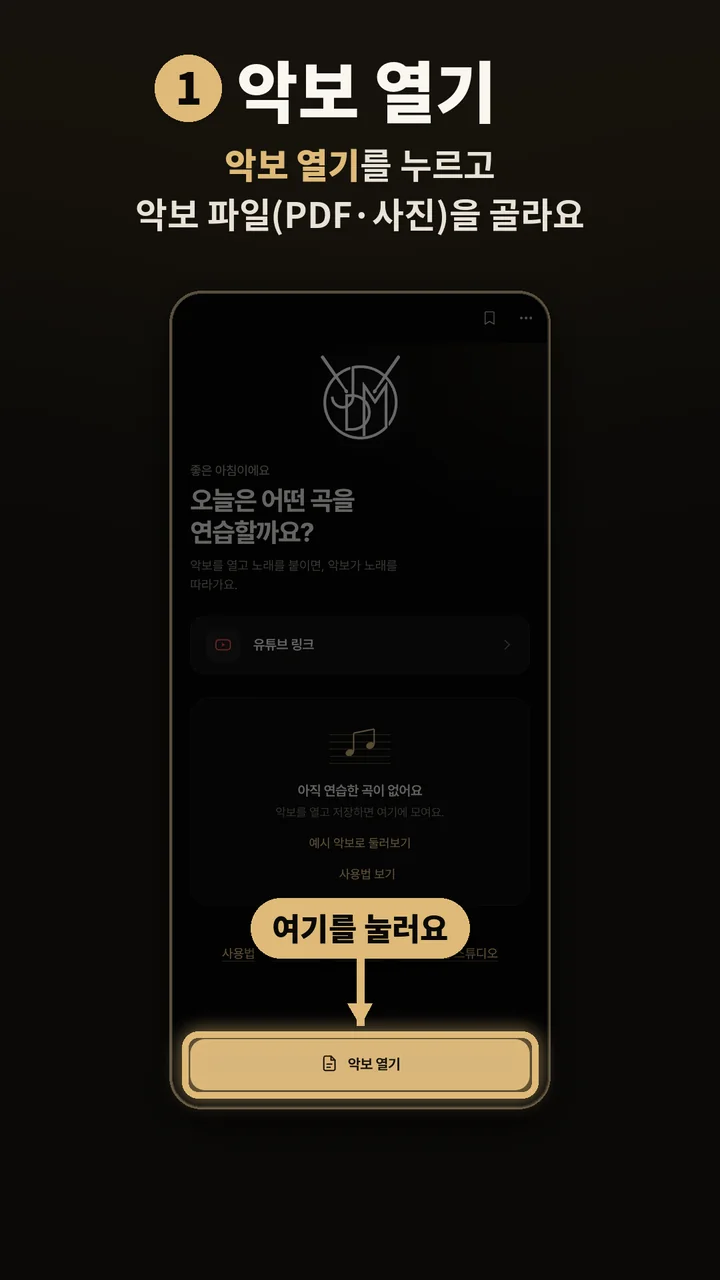 1 악보 열기
악보 열기를 누르고
악보 파일(PDF·사진)을 골라요
JDM
좋은 아침이에요
오늘은 어떤 곡을
연습할까요?
악보를 열고 노래를 붙이면, 악보가 노래를
따라가요.
유튜브 링크
아직 연습한 곡이 없어요
악보를 열고 저장하면 여기에 모여요.
예시 악보로 둘러보기
사용법 보기
여기를 눌러요
사용법
악보 열기